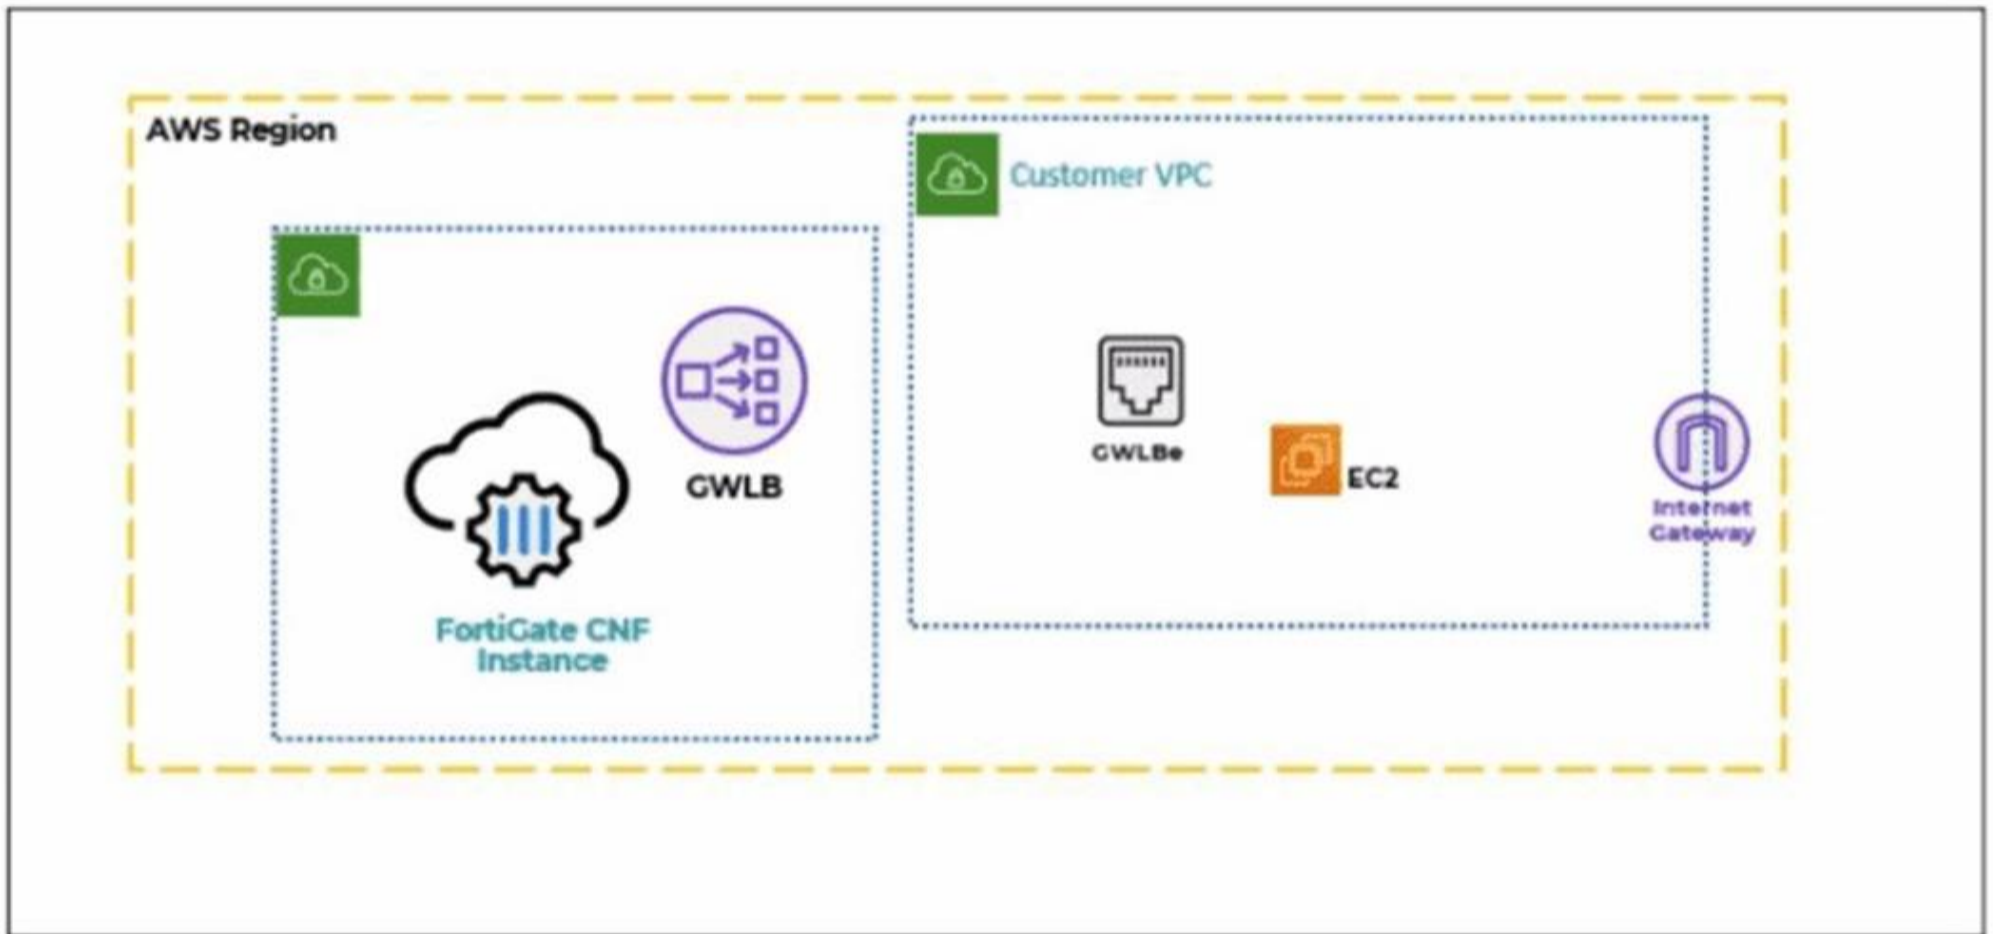 AWS Region
Customer VPC
GWLB
GWLBe
EC2
Internet
Gateway
FortiGate CNF
Instance